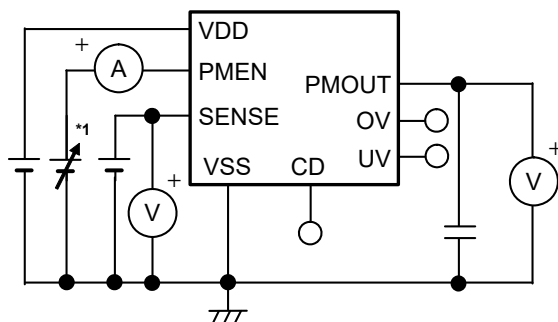 VDD
+
A
PMEN
PMOUT
SENSE
OV
*1
UV
VSS
CD
+
V
+
V